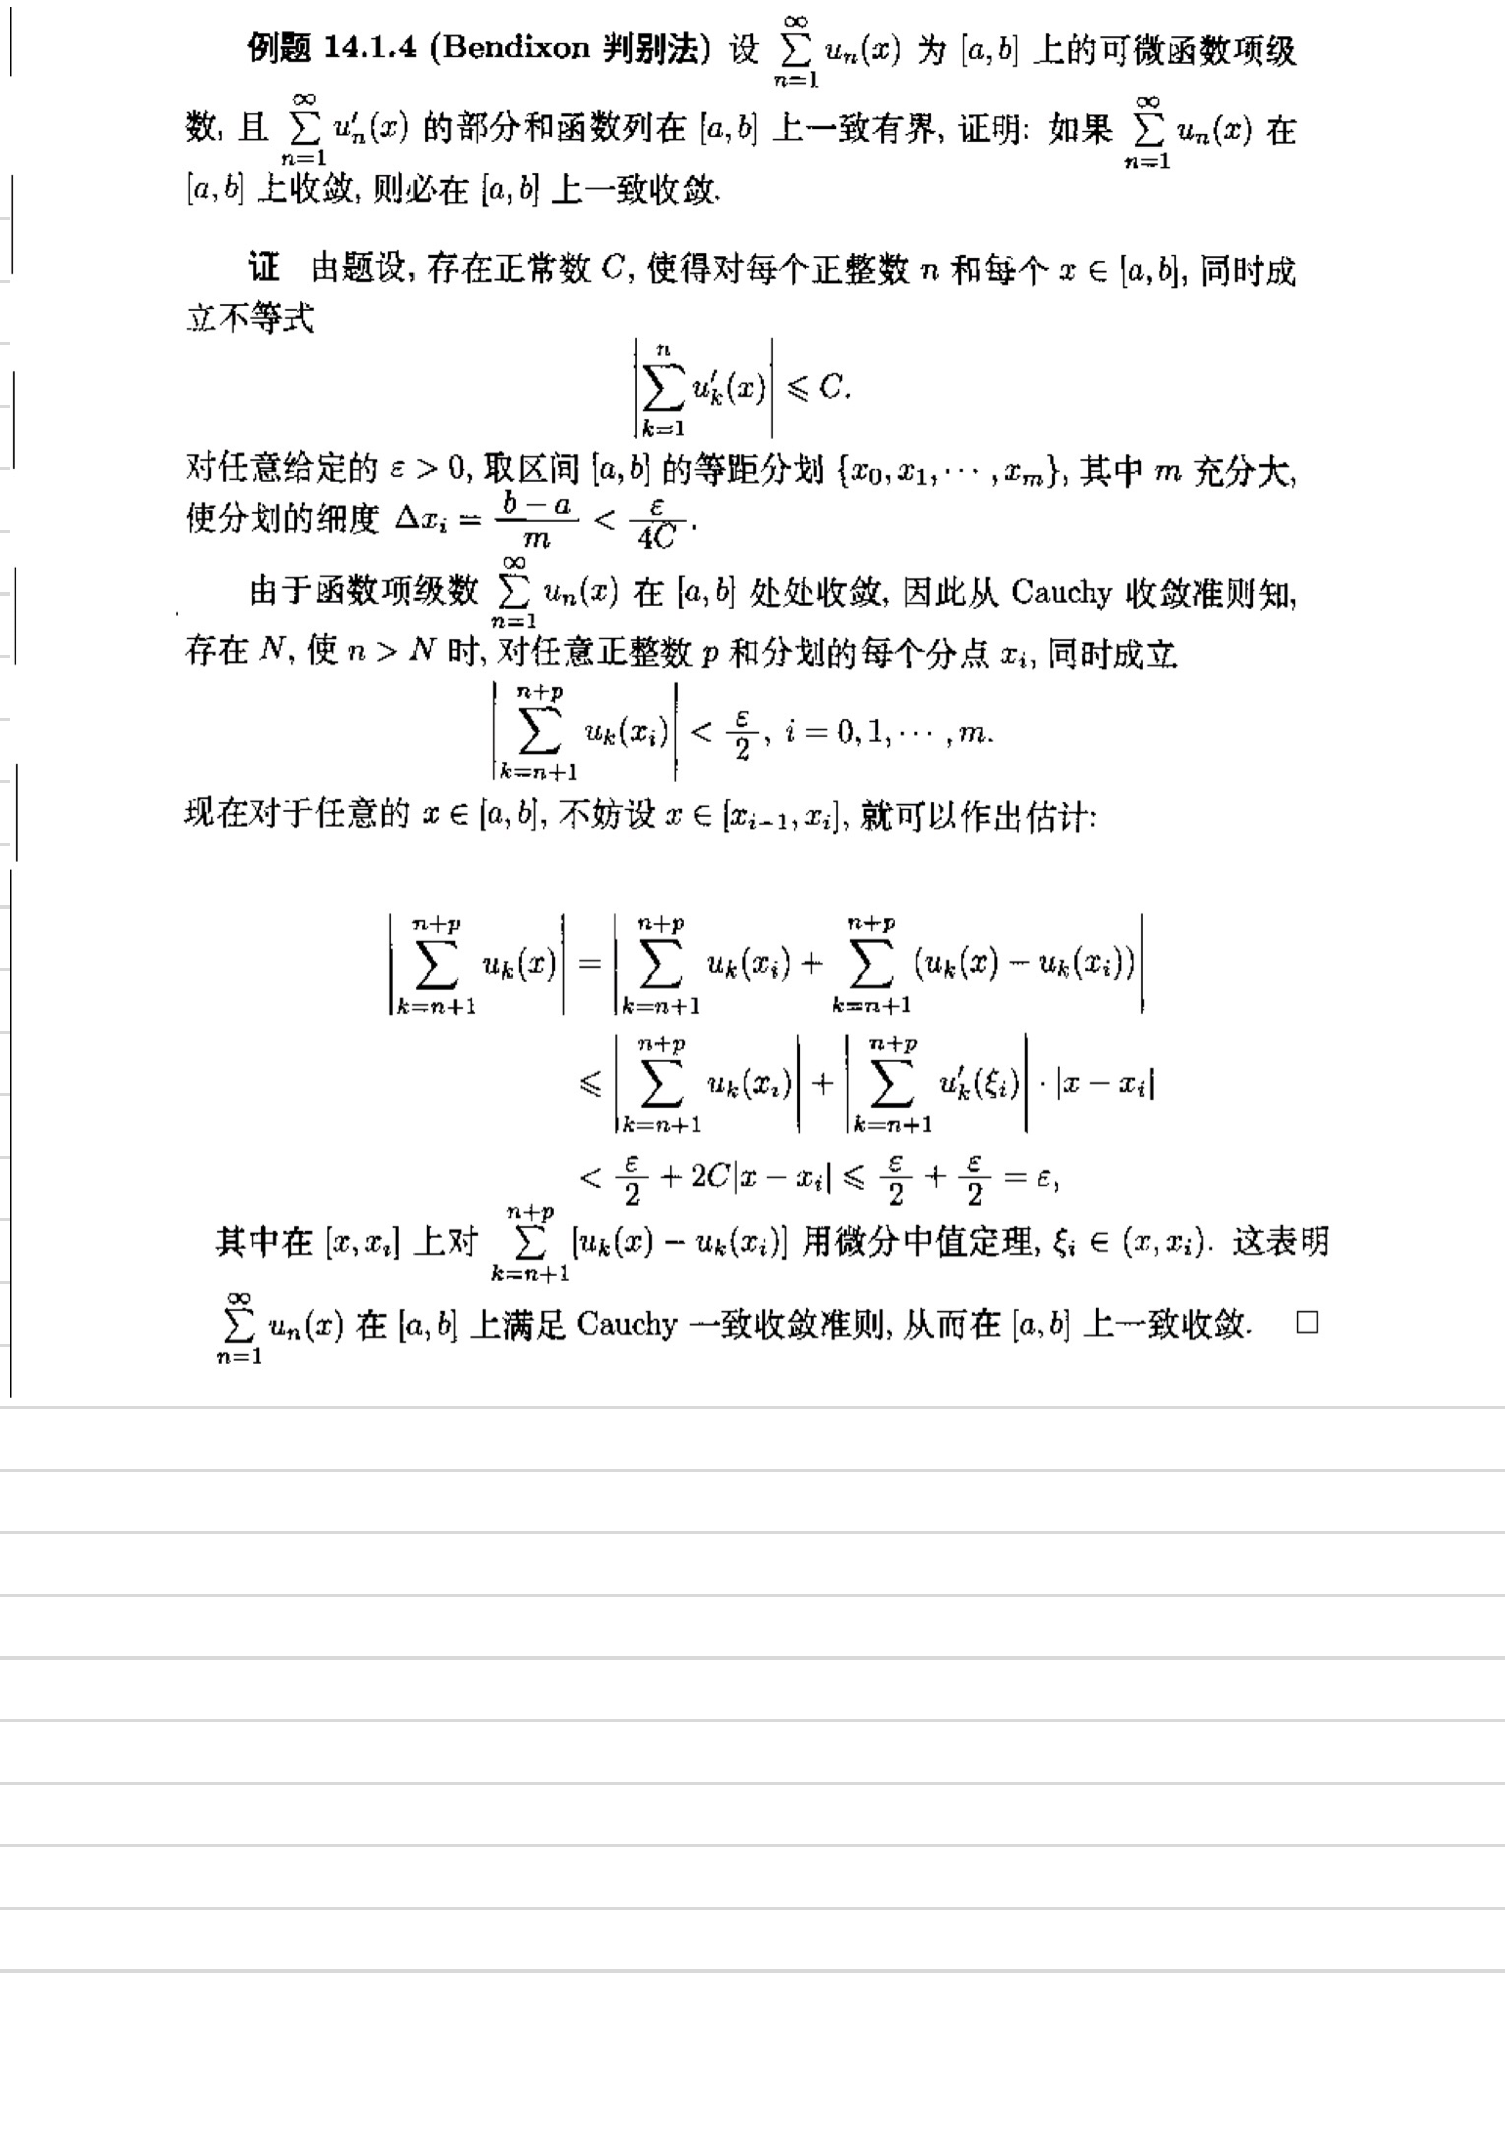 例题 14.1.4 (Bendixon 判别法) 设 $\sum_{n=1}^{\infty} u_n(x)$ 为 $[a,b]$ 上的可微函数项级
数, 且 $\sum_{n=1}^{\infty} u_n'(x)$ 的部分和函数列在 $[a,b]$ 上一致有界, 证明: 如果 $\sum_{n=1}^{\infty} u_n(x)$ 在
$[a,b]$ 上收敛, 则必在 $[a,b]$ 上一致收敛.
证 由题设, 存在正常数 $C$, 使得对每个正整数 $n$ 和每个 $x \in [a,b]$, 同时成
立不等式
$\left|\sum_{k=1}^{n} u_k'(x)\right| \leqslant C.$
对任意给定的 $\varepsilon > 0$, 取区间 $[a,b]$ 的等距分划 $\{x_0, x_1, \cdots, x_m\}$, 其中 $m$ 充分大,
使分划的细度 $\Delta x_i = \frac{b-a}{m} < \frac{\varepsilon}{4C}$.
由于函数项级数 $\sum_{n=1}^{\infty} u_n(x)$ 在 $[a,b]$ 处处收敛, 因此从 Cauchy 收敛准则知,
存在 $N$, 使 $n > N$ 时, 对任意正整数 $p$ 和分划的每个分点 $x_i$, 同时成立
$\left|\sum_{k=n+1}^{n+p} u_k(x_i)\right| < \frac{\varepsilon}{2}, \ i = 0, 1, \cdots, m.$
现在对于任意的 $x \in [a,b]$, 不妨设 $x \in [x_{i-1}, x_i]$, 就可以作出估计:
$\left|\sum_{k=n+1}^{n+p} u_k(x)\right| = \left|\sum_{k=n+1}^{n+p} u_k(x_i) + \sum_{k=n+1}^{n+p} (u_k(x) - u_k(x_i))\right|$
$\leqslant \left|\sum_{k=n+1}^{n+p} u_k(x_i)\right| + \left|\sum_{k=n+1}^{n+p} u_k'(\xi_i)\right| \cdot |x - x_i|$
$< \frac{\varepsilon}{2} + 2C|x - x_i| \leqslant \frac{\varepsilon}{2} + \frac{\varepsilon}{2} = \varepsilon,$
其中在 $[x, x_i]$ 上对 $\sum_{k=n+1}^{n+p} [u_k(x) - u_k(x_i)]$ 用微分中值定理, $\xi_i \in (x, x_i)$. 这表明
$\sum_{n=1}^{\infty} u_n(x)$ 在 $[a,b]$ 上满足 Cauchy 一致收敛准则, 从而在 $[a,b]$ 上一致收敛. □